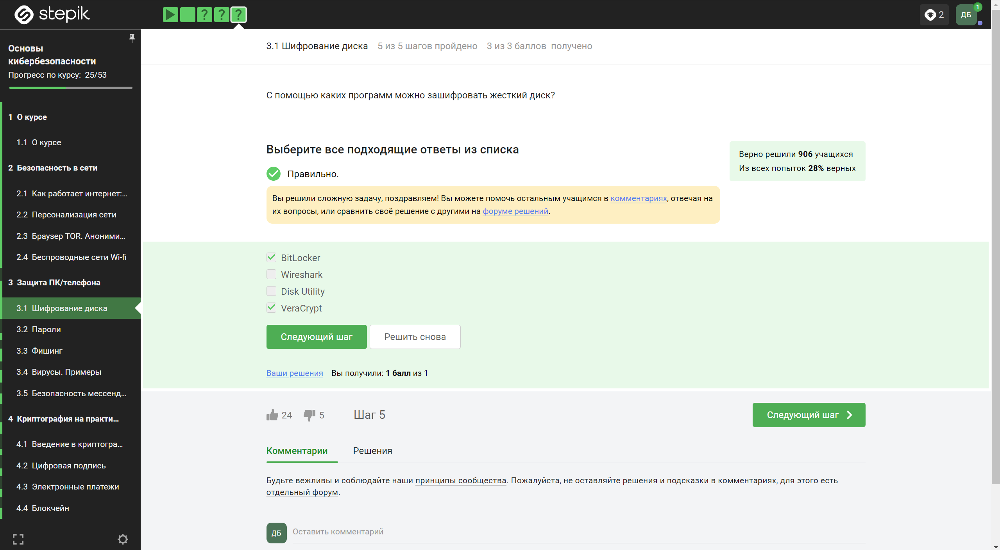 stepik
? ? ?
2
ДБ
1
Основы
кибербезопасности
Прогресс по курсу: 25/53
1 О курсе
1.1 О курсе
2 Безопасность в сети
2.1 Как работает интернет:...
2.2 Персонализация сети
2.3 Браузер TOR. Аноними...
2.4 Беспроводные сети Wi-fi
3 Защита ПК/телефона
3.1 Шифрование диска
3.2 Пароли
3.3 Фишинг
3.4 Вирусы. Примеры
3.5 Безопасность мессенд...
4 Криптография на практи...
4.1 Введение в криптогра...
4.2 Цифровая подпись
4.3 Электронные платежи
4.4 Блокчейн
3.1 Шифрование диска 5 из 5 шагов пройдено 3 из 3 баллов получено
С помощью каких программ можно зашифровать жесткий диск?
Выберите все подходящие ответы из списка
Правильно.
Верно решили 906 учащихся
Из всех попыток 28% верных
Вы решили сложную задачу, поздравляем! Вы можете помочь остальным учащимся в комментариях, отвечая на
их вопросы, или сравнить своё решение с другими на форуме решений.
BitLocker
Wireshark
Disk Utility
VeraCrypt
Следующий шаг
Решить снова
Ваши решения Вы получили: 1 балл из 1
24 5 Шаг 5
Следующий шаг
Комментарии Решения
Будьте вежливы и соблюдайте наши принципы сообщества. Пожалуйста, не оставляйте решения и подсказки в комментариях, для этого есть
отдельный форум.
ДБ
Оставить комментарий